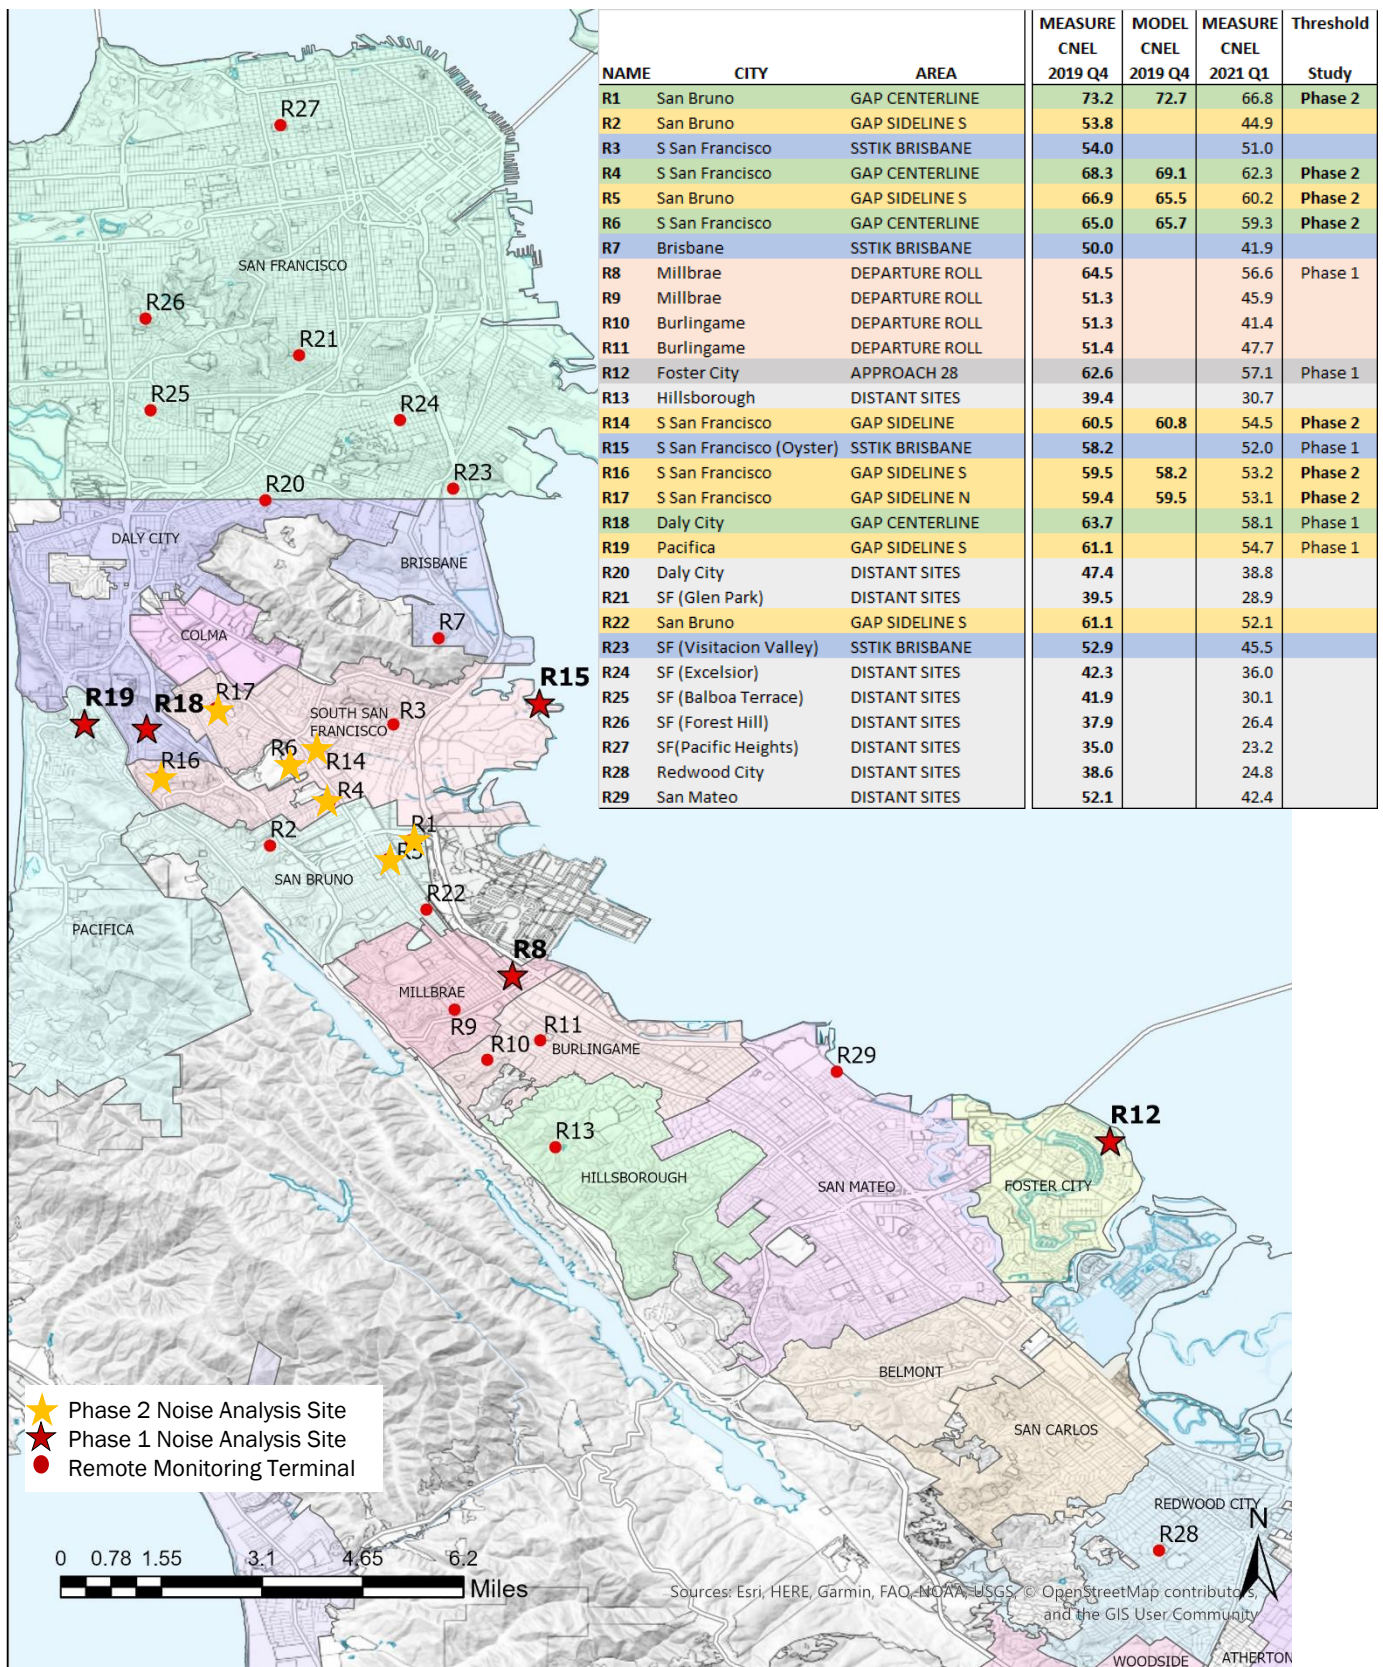 MEASURE MODEL MEASURE Threshold
CNEL CNEL CNEL
NAME CITY AREA 2019 Q4 2019 Q4 2021 Q1 Study
R1 San Bruno GAP CENTERLINE 73.2 72.7 66.8 Phase 2
R2 San Bruno GAP SIDELINE S 53.8 44.9
R3 S San Francisco SSTIK BRISBANE 54.0 51.0
R4 S San Francisco GAP CENTERLINE 68.3 69.1 62.3 Phase 2
R5 San Bruno GAP SIDELINE S 66.9 65.5 60.2 Phase 2
R6 S San Francisco GAP CENTERLINE 65.0 65.7 59.3 Phase 2
R7 Brisbane SSTIK BRISBANE 50.0 41.9
R8 Millbrae DEPARTURE ROLL 64.5 56.6 Phase 1
R9 Millbrae DEPARTURE ROLL 51.3 45.9
R10 Burlingame DEPARTURE ROLL 51.3 41.4
R11 Burlingame DEPARTURE ROLL 51.4 47.7
R12 Foster City APPROACH 28 62.6 57.1 Phase 1
R13 Hillsborough DISTANT SITES 39.4 30.7
R14 S San Francisco GAP SIDELINE 60.5 60.8 54.5 Phase 2
R15 S San Francisco (Oyster) SSTIK BRISBANE 58.2 52.0 Phase 1
R16 S San Francisco GAP SIDELINE S 59.5 58.2 53.2 Phase 2
R17 S San Francisco GAP SIDELINE N 59.4 59.5 53.1 Phase 2
R18 Daly City GAP CENTERLINE 63.7 58.1 Phase 1
R19 Pacifica GAP SIDELINE S 61.1 54.7 Phase 1
R20 Daly City DISTANT SITES 47.4 38.8
R21 SF (Glen Park) DISTANT SITES 39.5 28.9
R22 San Bruno GAP SIDELINE S 61.1 52.1
R23 SF (Visitacion Valley) SSTIK BRISBANE 52.9 45.5
R24 SF (Excelsior) DISTANT SITES 42.3 36.0
R25 SF (Balboa Terrace) DISTANT SITES 41.9 30.1
R26 SF (Forest Hill) DISTANT SITES 37.9 26.4
R27 SF(Pacific Heights) DISTANT SITES 35.0 23.2
R28 Redwood City DISTANT SITES 38.6 24.8
R29 San Mateo DISTANT SITES 52.1 42.4
R27
SAN FRANCISCO
R26
R21
R25
R24
R23
R20
DALY CITY
BRISBANE
R7
COLMA
R15
R19
R18
R17
SOUTH SAN
FRANCISCO
R3
R6
R14
R16
R4
R1
R2
R5
SAN BRUNO
R22
PACIFICA
R8
MILLBRAE
R9
R11
R10
BURLINGAME
R29
R12
R13
HILLSBOROUGH
SAN MATEO
FOSTER CITY
BELMONT
SAN CARLOS
Phase 2 Noise Analysis Site
Phase 1 Noise Analysis Site
Remote Monitoring Terminal
REDWOOD CITY
N
R28
0 0.78 1.55 3.1 4.65 6.2
Miles
Sources: Esri, HERE, Garmin, FAO, NOAA, USGS, © OpenStreetMap contributors,
and the GIS User Community
WOODSIDE
ATHERTON